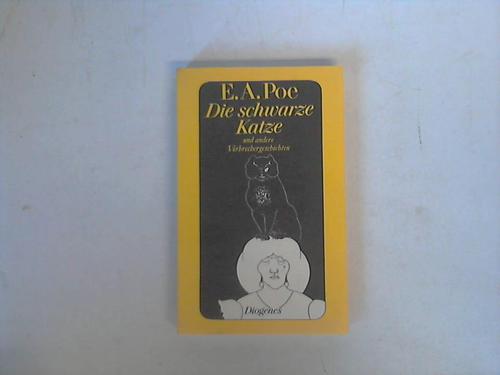 E.A.Poe
Die schwarze
Katze
und andere
Verbrechergeschichten
Diogenes